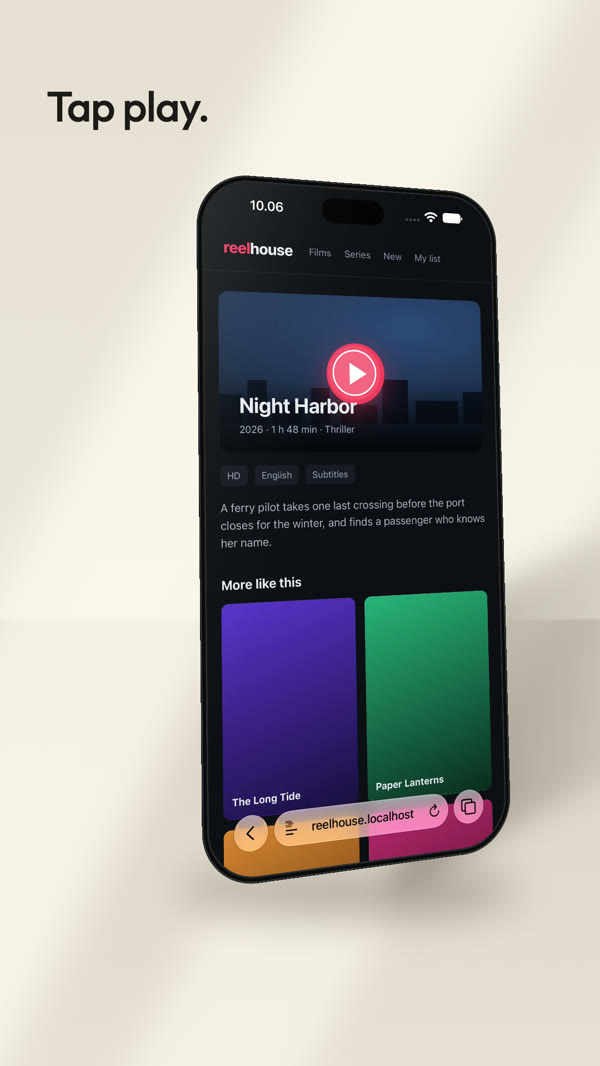 Tap play.
10.06
reelhouse Films Series New My list
Night Harbor
2026 · 1 h 48 min · Thriller
HD English Subtitles
A ferry pilot takes one last crossing before the port
closes for the winter, and finds a passenger who knows
her name.
More like this
The Long Tide
Paper Lanterns
reelhouse.localhost